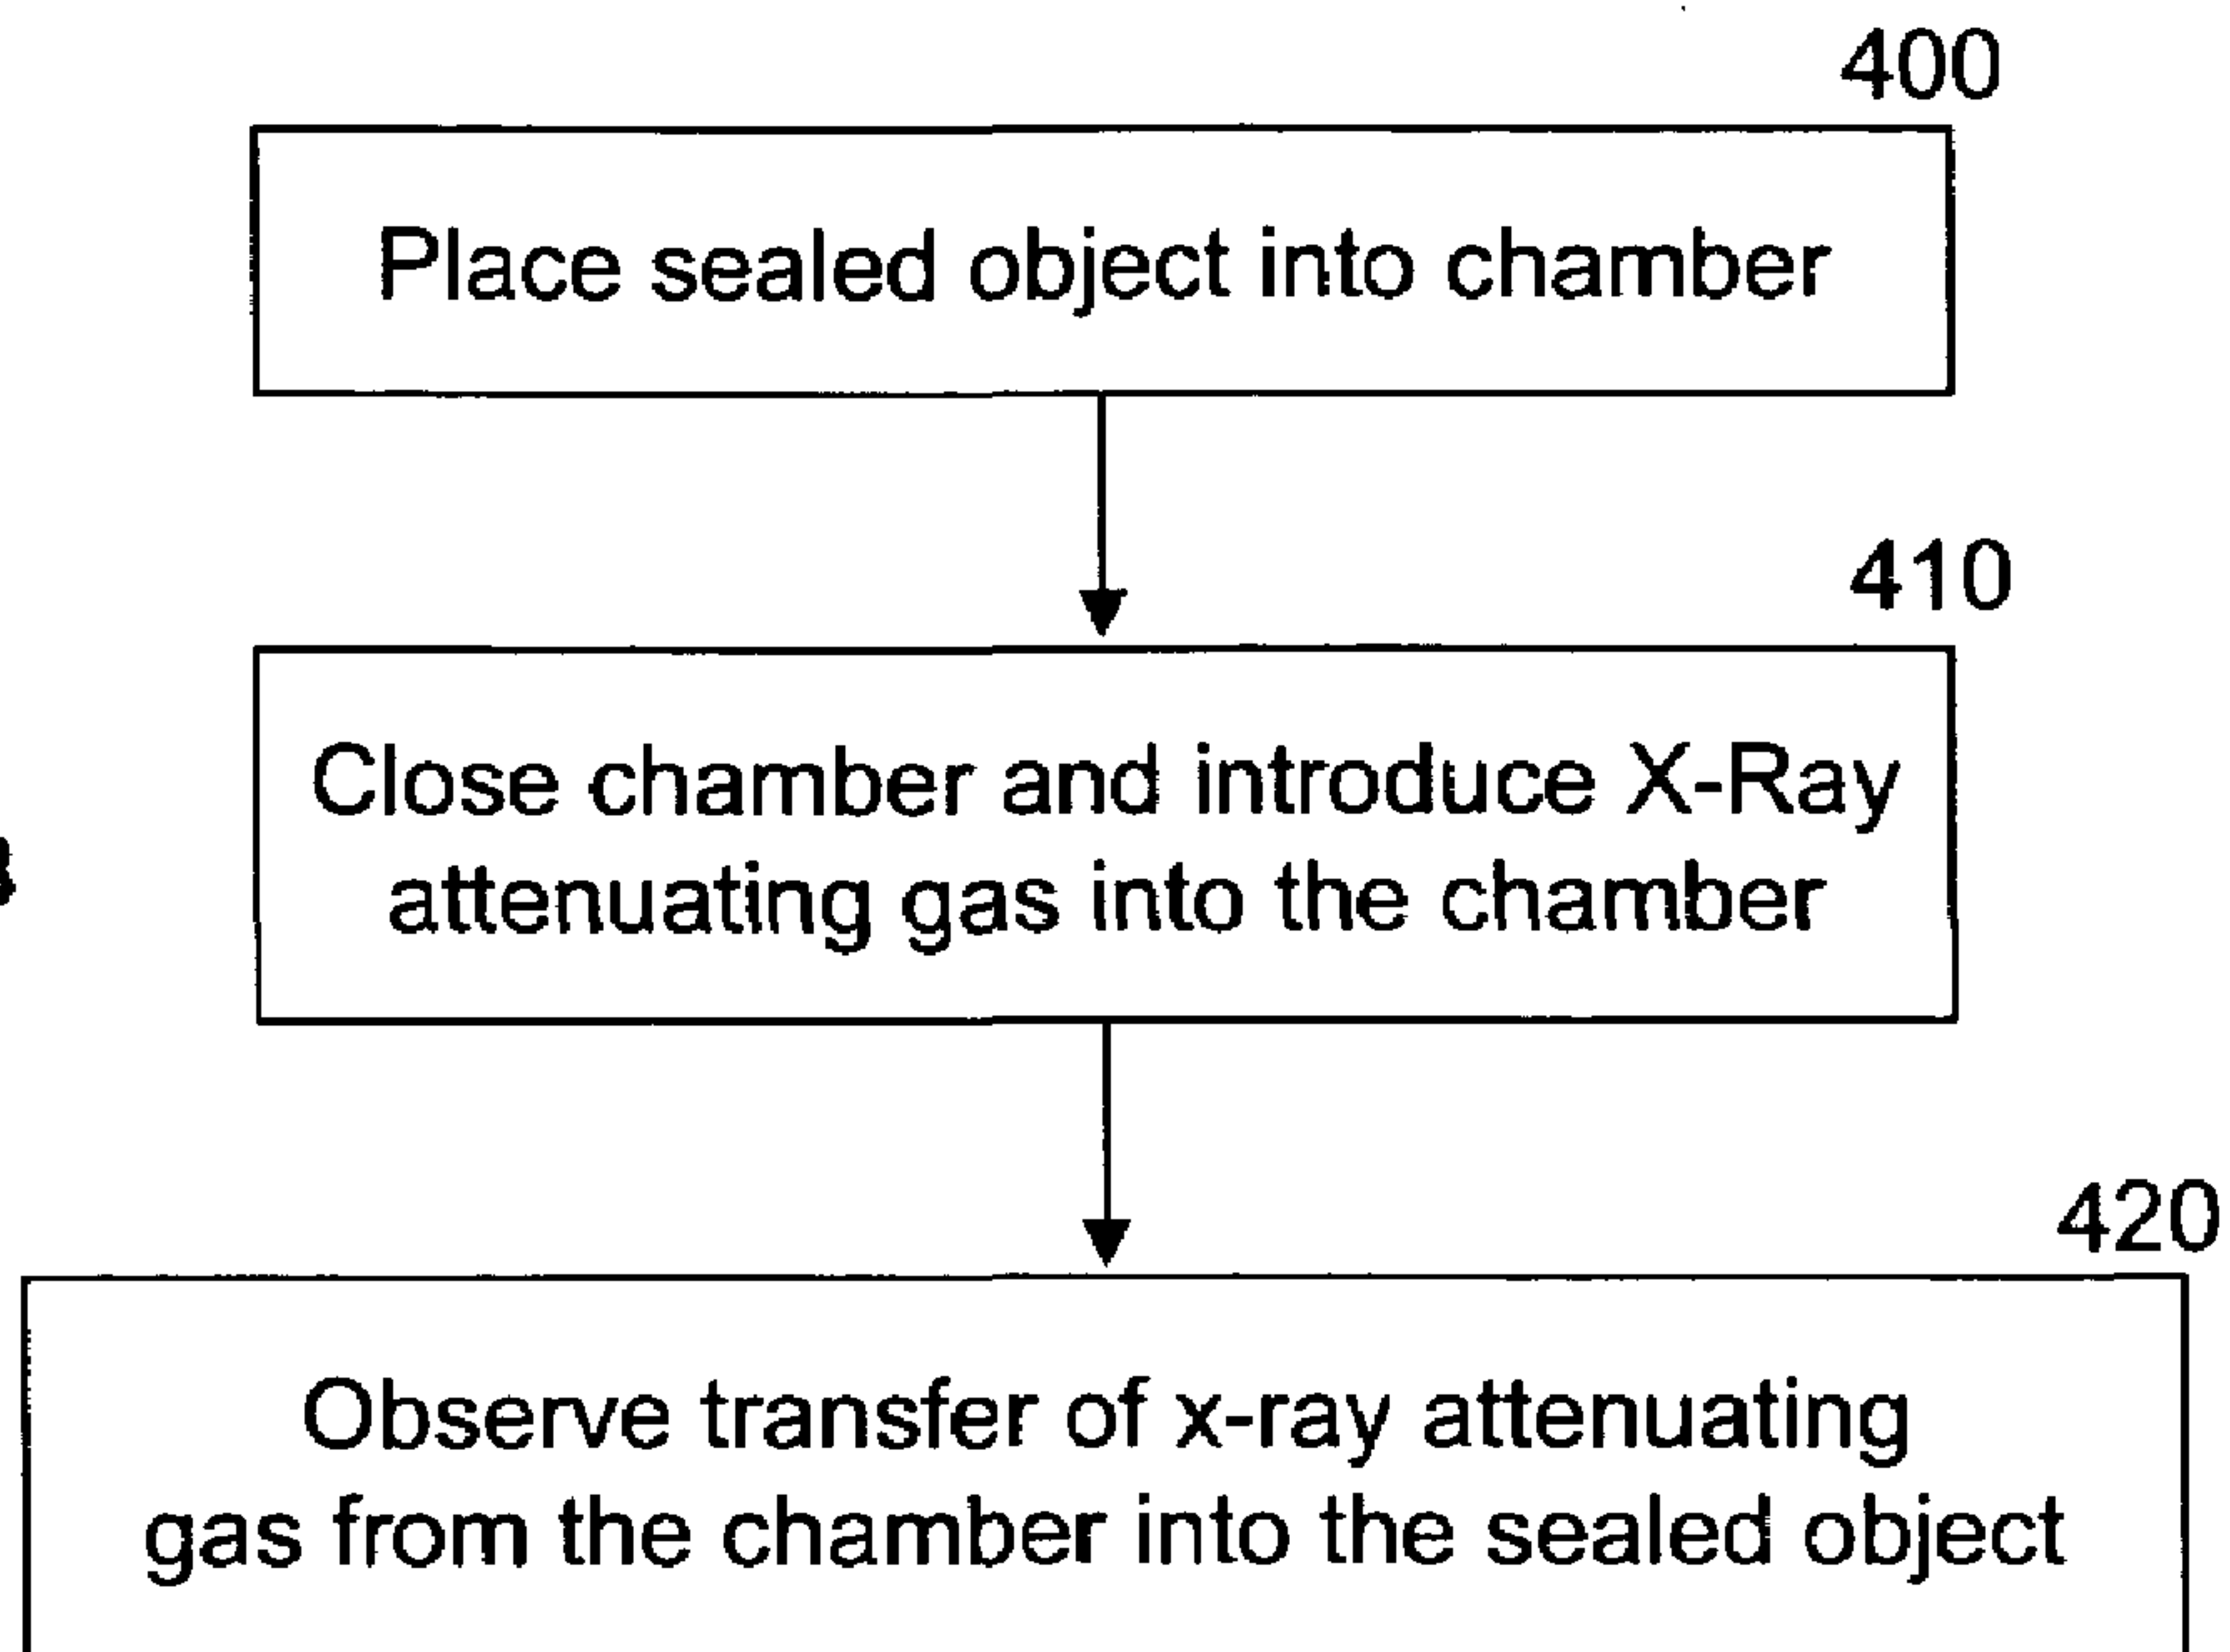 400
Place sealed object into chamber
410
Close chamber and introduce X-Ray
attenuating gas into the chamber
420
Observe transfer of x-ray attenuating
gas from the chamber into the sealed object